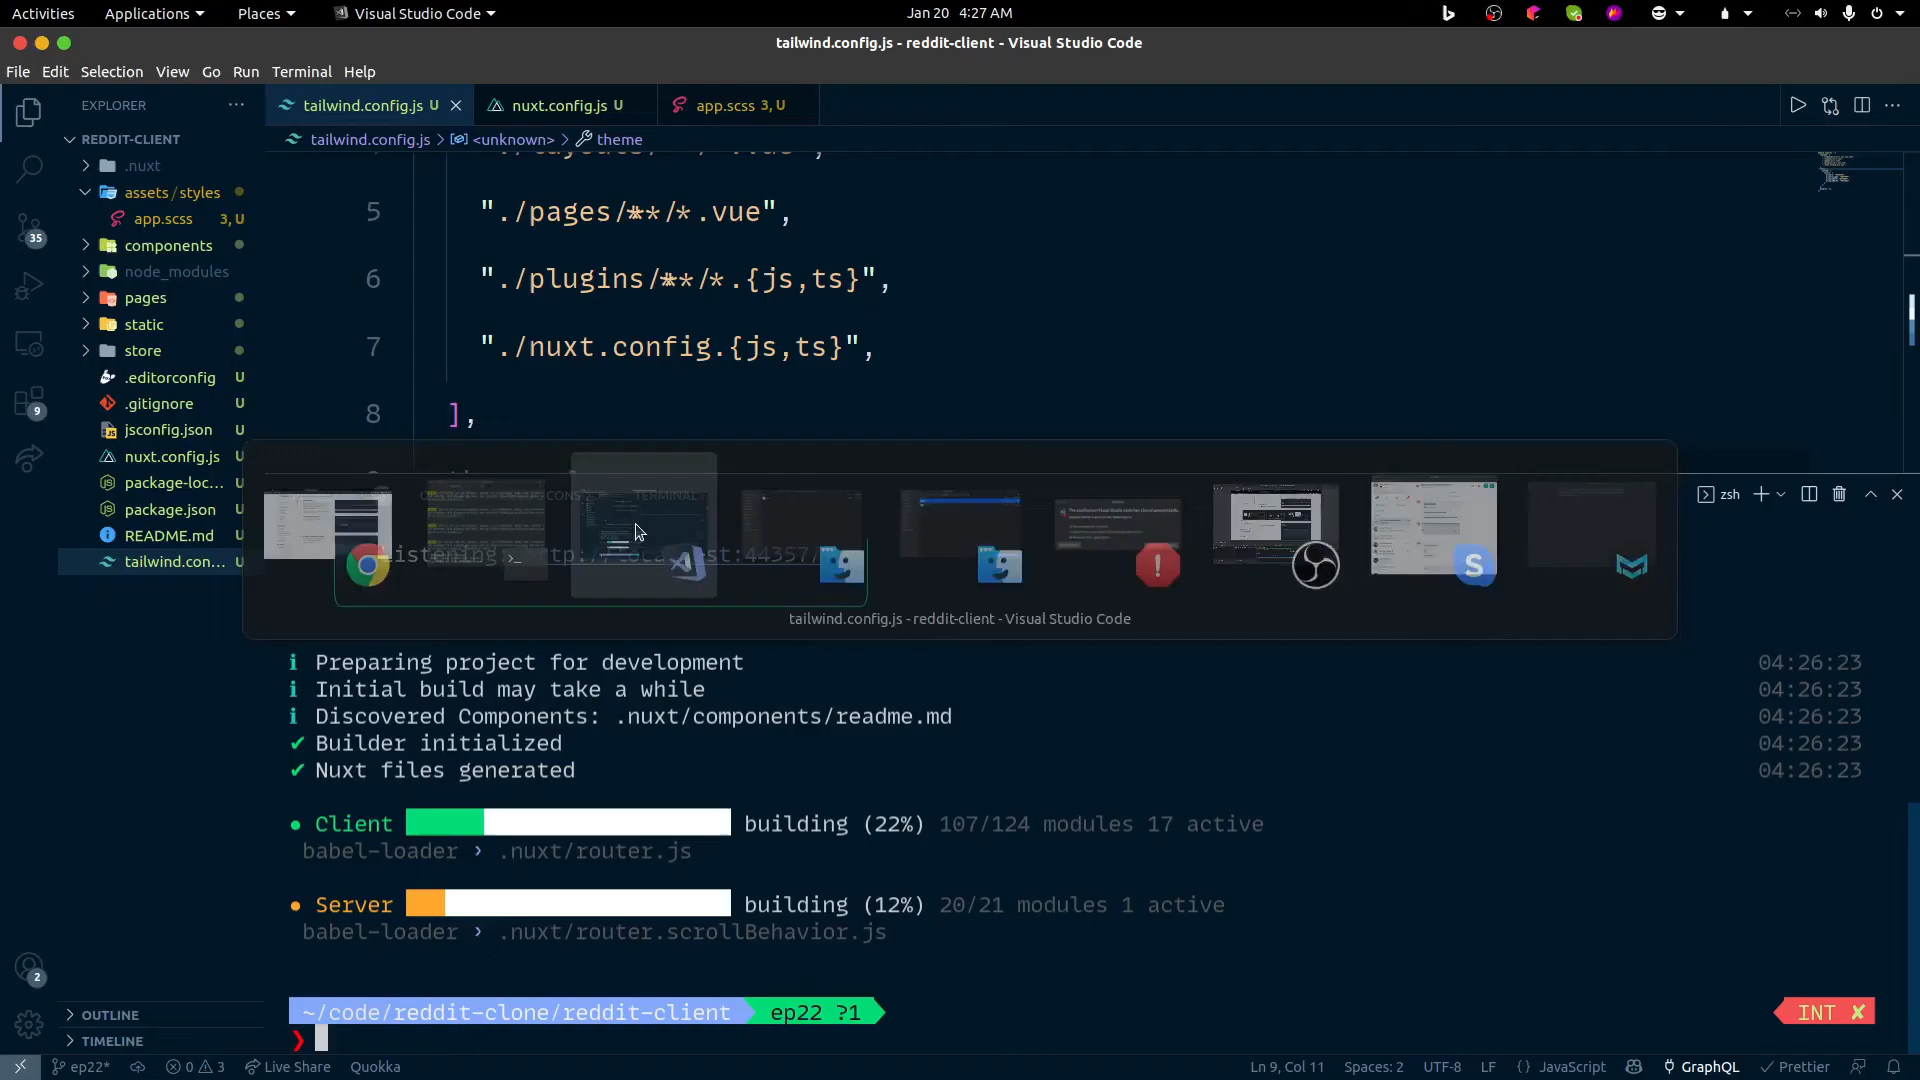 Activities Applications Places Visual Studio Code Jan 20 4:27 AM
tailwind.config.js - reddit-client - Visual Studio Code
File Edit Selection View Go Run Terminal Help
EXPLORER ··· tailwind.config.js U nuxt.config.js U app.scss 3, U ···
REDDIT-CLIENT
tailwind.config.js > <unknown> > theme
.nuxt
assets/styles
app.scss 3, U
components
node_modules
pages
static
store
.editorconfig U
.gitignore U
jsconfig.json U
nuxt.config.js U
package-loc... U
package.json U
README.md U
tailwind.con... U
35
9
2
5 "./pages/**/*.vue",
6 "./plugins/**/*.{js,ts}",
7 "./nuxt.config.{js,ts}",
8 ],
TERMINAL
zsh
Listening: http://localhost:44357/
tailwind.config.js - reddit-client - Visual Studio Code
ℹ Preparing project for development 04:26:23
ℹ Initial build may take a while 04:26:23
ℹ Discovered Components: .nuxt/components/readme.md 04:26:23
✔ Builder initialized 04:26:23
✔ Nuxt files generated 04:26:23
● Client building (22%) 107/124 modules 17 active
babel-loader › .nuxt/router.js
● Server building (12%) 20/21 modules 1 active
babel-loader › .nuxt/router.scrollBehavior.js
~/code/reddit-clone/reddit-client ep22 ?1 INT ✘
❯
OUTLINE
TIMELINE
ep22* 0 3 Live Share Quokka Ln 9, Col 11 Spaces: 2 UTF-8 LF {} JavaScript GraphQL Prettier